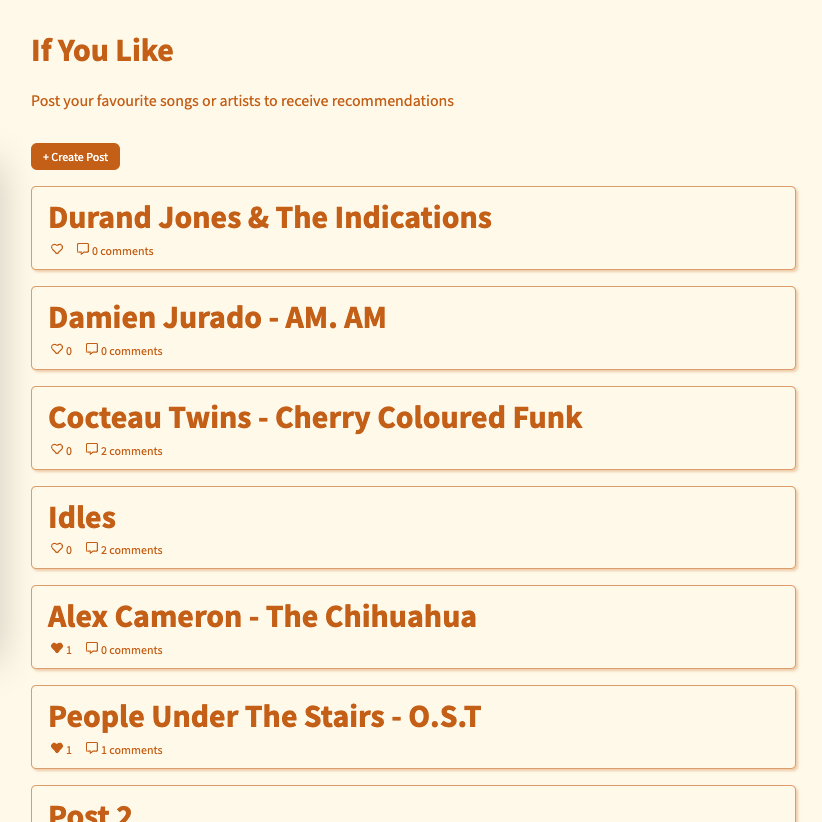 If You Like
Post your favourite songs or artists to receive recommendations
+ Create Post
Durand Jones & The Indications
0 comments
Damien Jurado - AM. AM
0 0 comments
Cocteau Twins - Cherry Coloured Funk
0 2 comments
Idles
0 2 comments
Alex Cameron - The Chihuahua
1 0 comments
People Under The Stairs - O.S.T
1 1 comments
Post 2